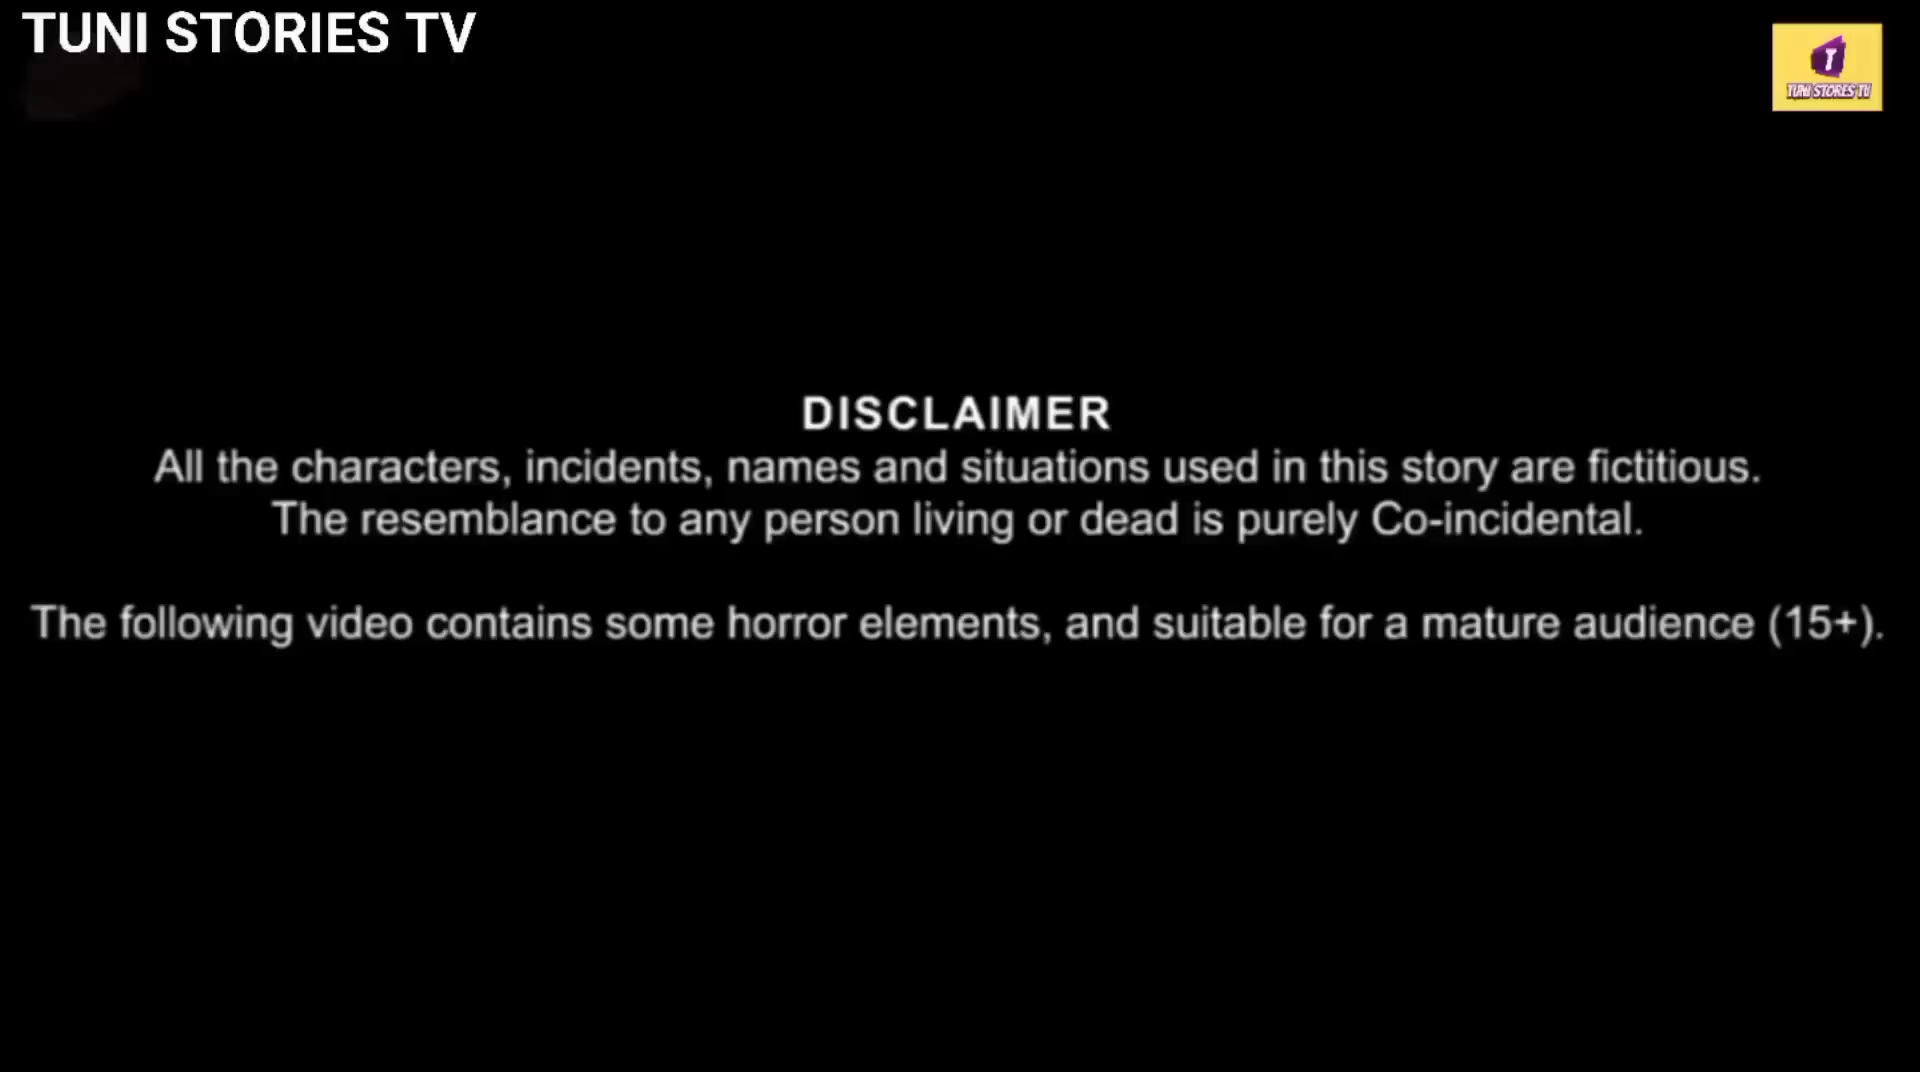 TUNI STORIES TV
T
TUNI STORES TV
DISCLAIMER
All the characters, incidents, names and situations used in this story are fictitious.
The resemblance to any person living or dead is purely Co-incidental.
The following video contains some horror elements, and suitable for a mature audience (15+).